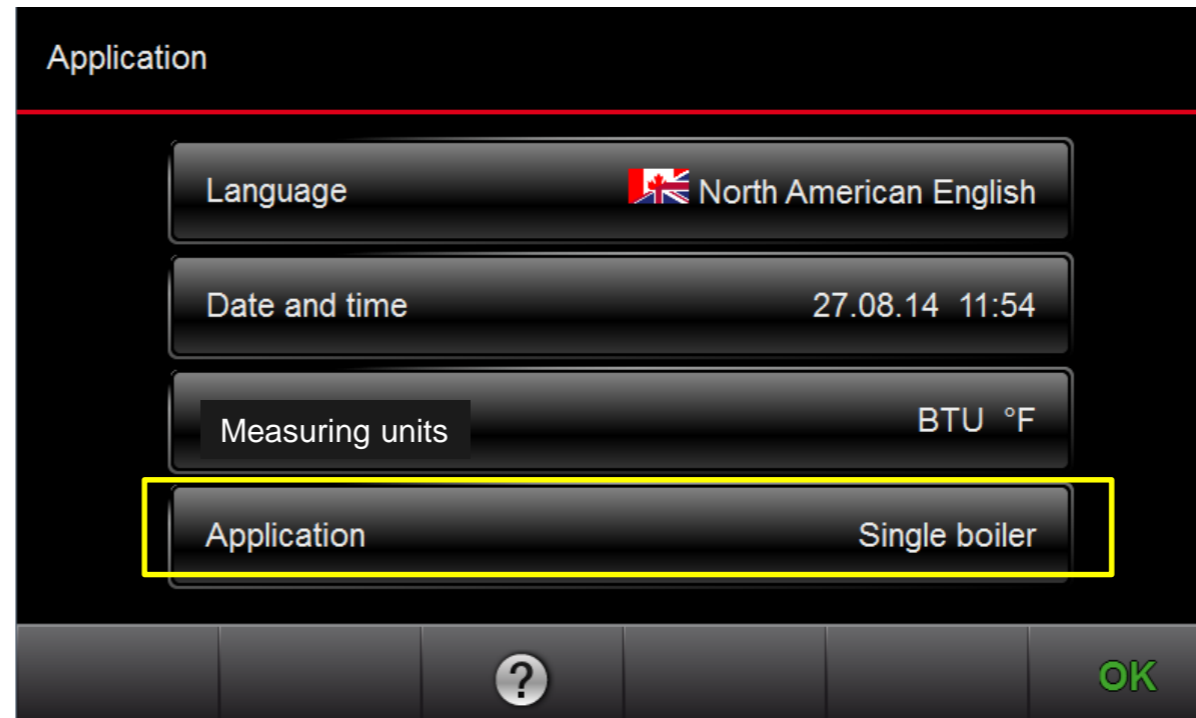 Application
Language North American English
Date and time 27.08.14 11:54
Measuring units BTU °F
Application Single boiler
? OK